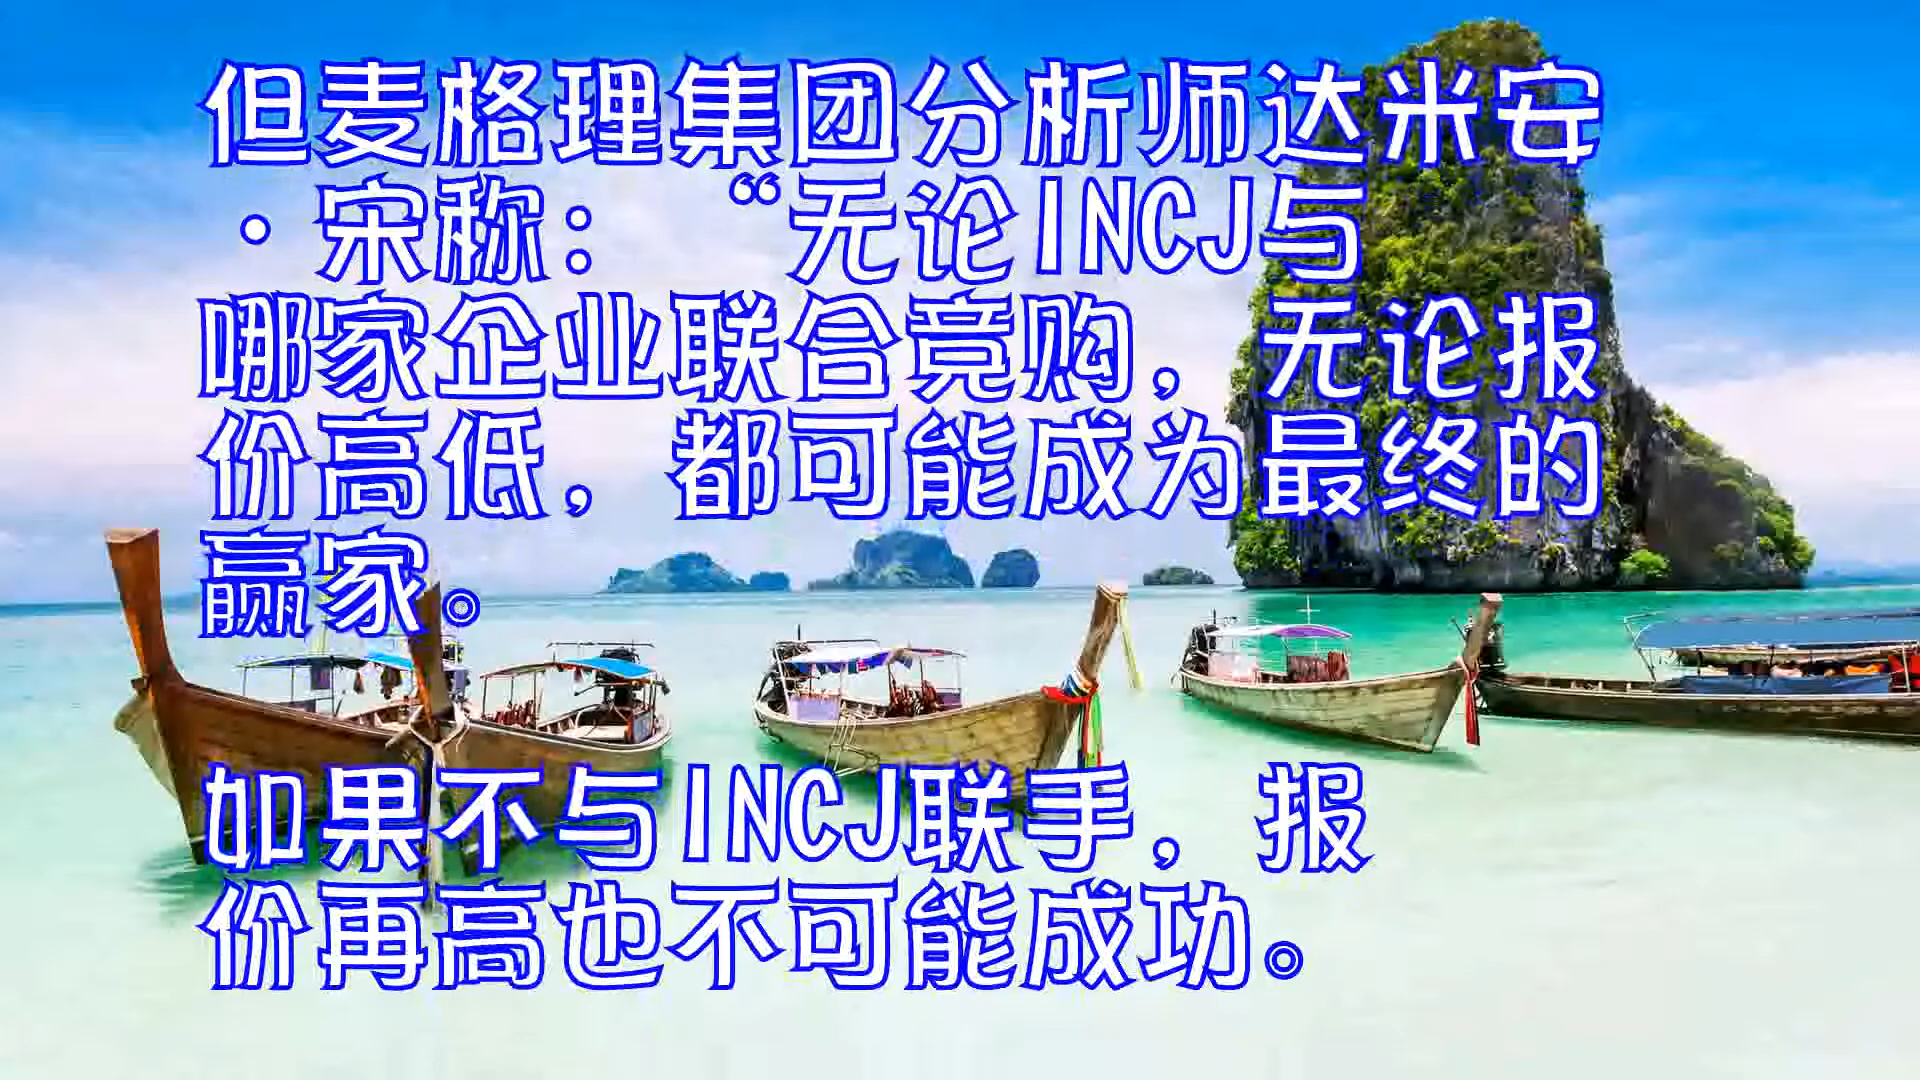 但麦格理集团分析师达米安
·宋称：“无论INCJ与
哪家企业联合竞购，无论报
价高低，都可能成为最终的
赢家。
如果不与INCJ联手，报
价再高也不可能成功。